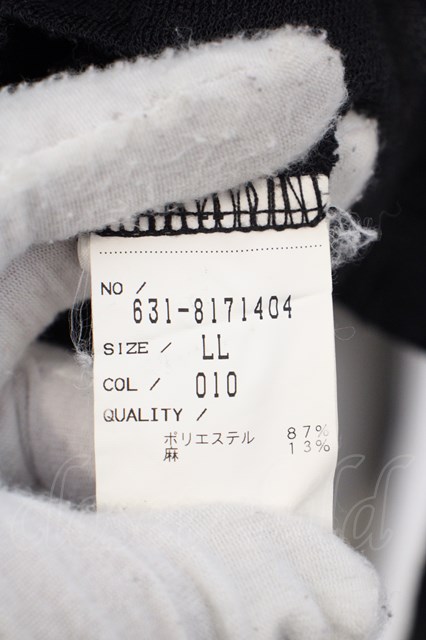 NO /
631-8171404
SIZE / LL
COL / 010
QUALITY /
ポリエステル 87%
麻 13%